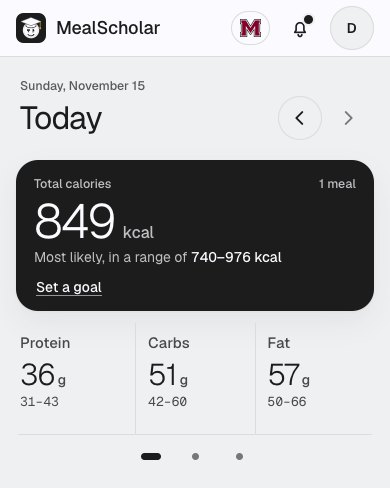 MealScholar
M
D
Sunday, November 15
Today
Total calories
1 meal
849 kcal
Most likely, in a range of 740–976 kcal
Set a goal
Protein
Carbs
Fat
36 g
51 g
57 g
31–43
42–60
50–66